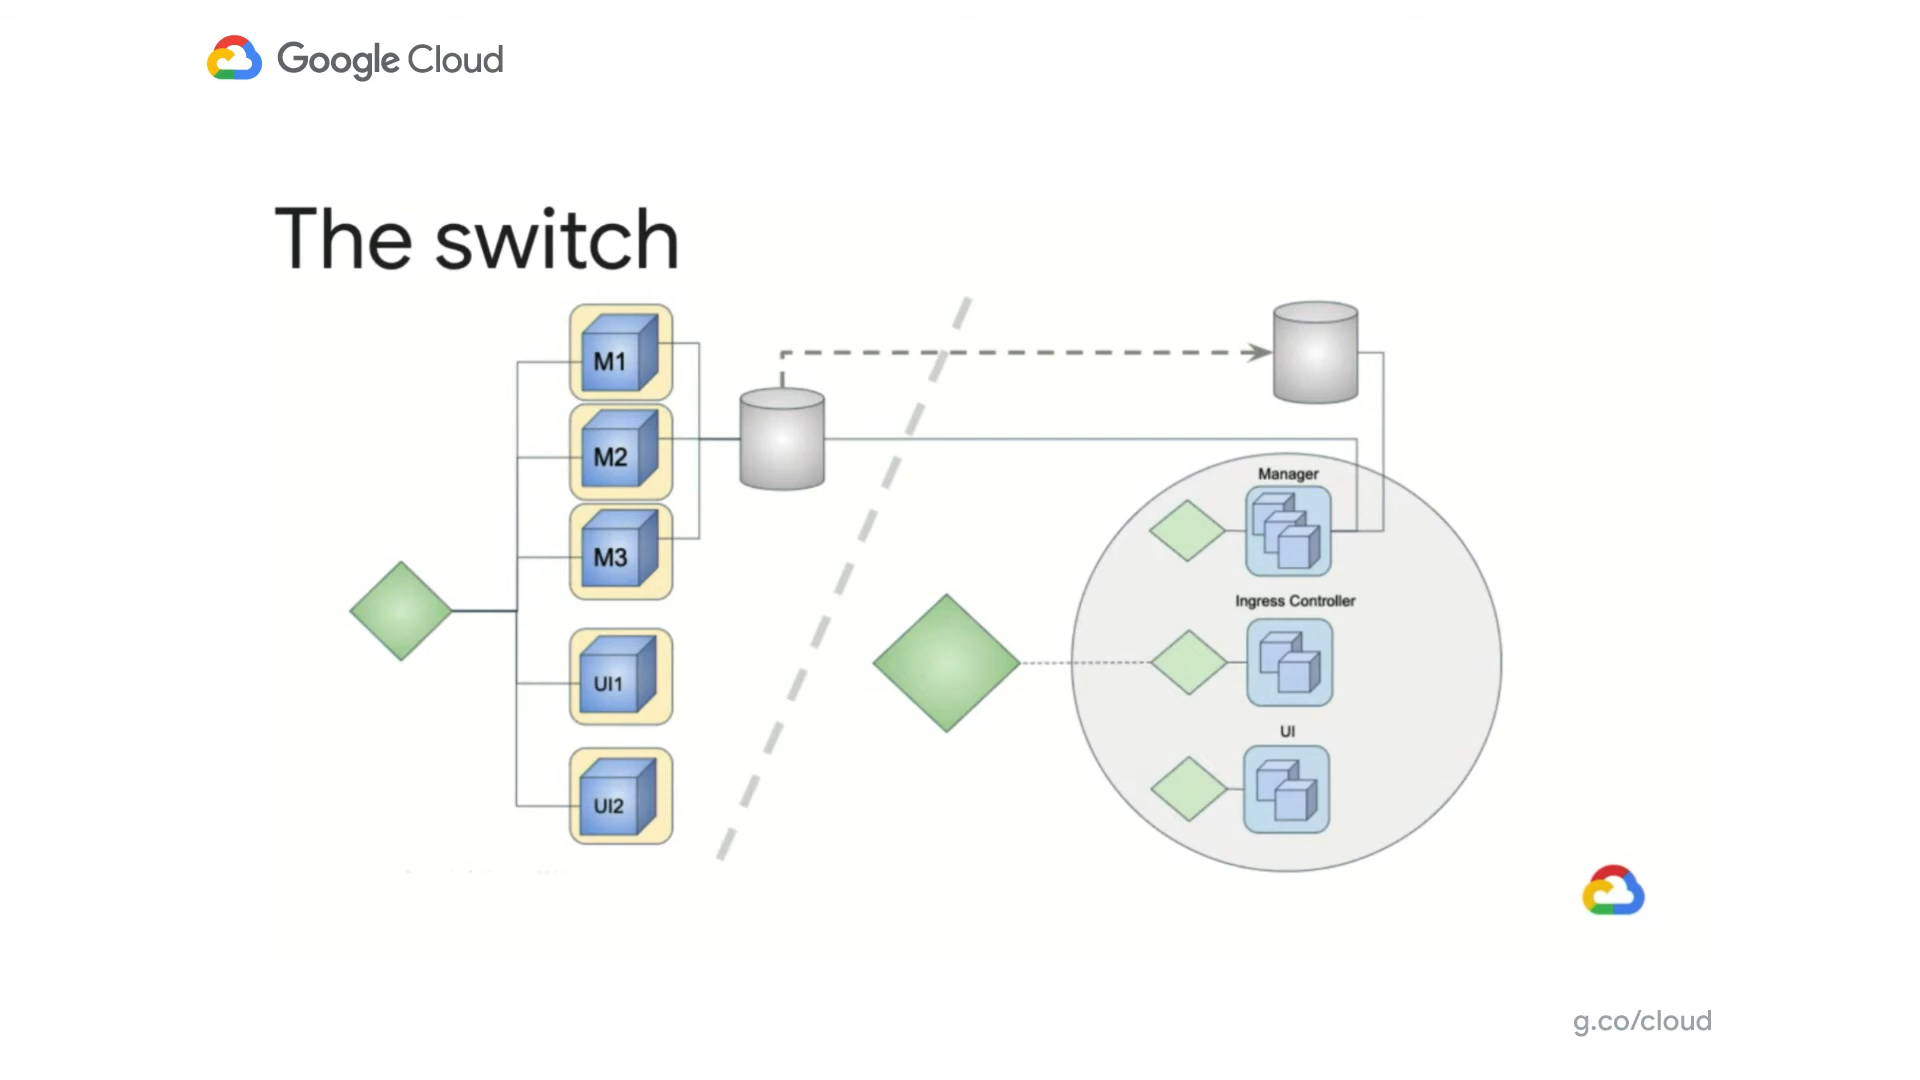 Google Cloud
The switch
M1
M2
M3
UI1
UI2
Manager
Ingress Controller
UI
g.co/cloud